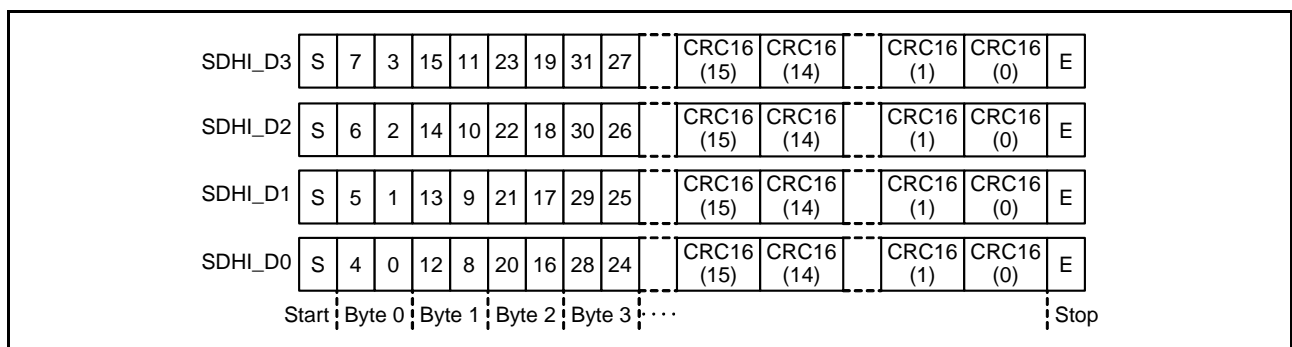 SDHI_D3 S 7 3 15 11 23 19 31 27 CRC16 (15) CRC16 (14) CRC16 (1) CRC16 (0) E
SDHI_D2 S 6 2 14 10 22 18 30 26 CRC16 (15) CRC16 (14) CRC16 (1) CRC16 (0) E
SDHI_D1 S 5 1 13 9 21 17 29 25 CRC16 (15) CRC16 (14) CRC16 (1) CRC16 (0) E
SDHI_D0 S 4 0 12 8 20 16 28 24 CRC16 (15) CRC16 (14) CRC16 (1) CRC16 (0) E
Start Byte 0 Byte 1 Byte 2 Byte 3 ···· Stop